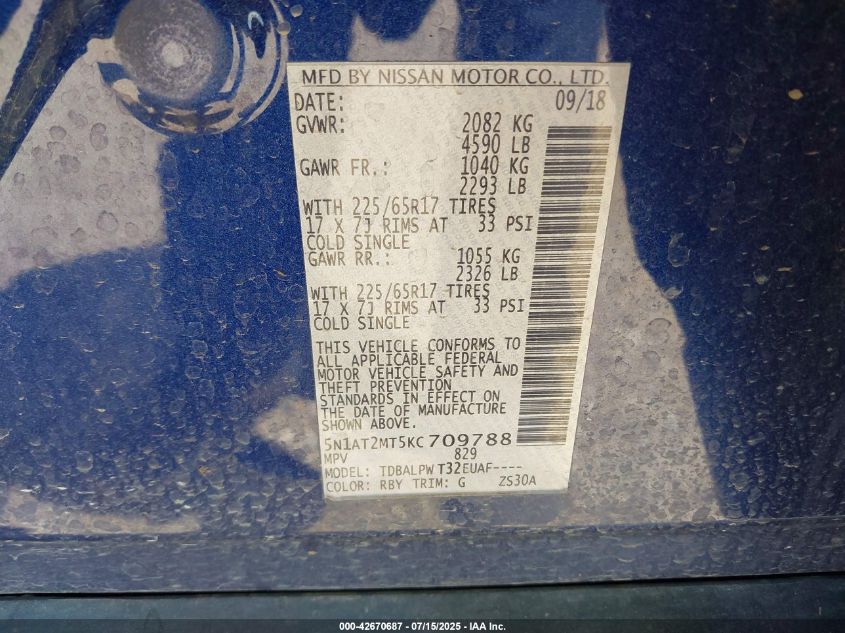 MFD BY NISSAN MOTOR CO., LTD.
DATE: 09/18
GVWR: 2082 KG
4590 LB
GAWR FR.: 1040 KG
2293 LB
WITH 225/65R17 TIRES
17 X 7J RIMS AT 33 PSI
COLD SINGLE
GAWR RR.: 1055 KG
2326 LB
WITH 225/65R17 TIRES
17 X 7J RIMS AT 33 PSI
COLD SINGLE
THIS VEHICLE CONFORMS TO
ALL APPLICABLE FEDERAL
MOTOR VEHICLE SAFETY AND
THEFT PREVENTION
STANDARDS IN EFFECT ON
THE DATE OF MANUFACTURE
SHOWN ABOVE.
5N1AT2MT5KC709788
MPV 829
MODEL: TDBALPW T32EUAF----
COLOR: RBY TRIM: G ZS30A
000-42670687 - 07/15/2025 - IAA Inc.